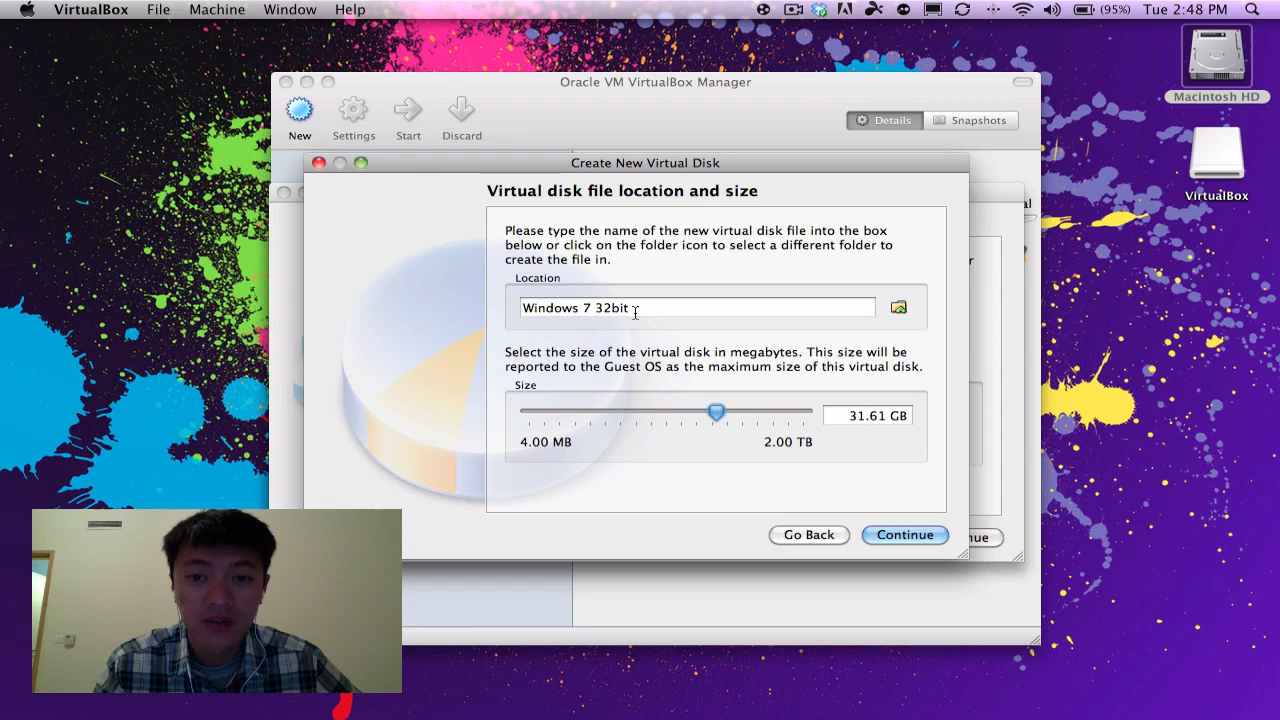 VirtualBox File Machine Window Help (95%) Tue 2:48 PM
Oracle VM VirtualBox Manager
New Settings Start Discard Details Snapshots
Macintosh HD
VirtualBox
Create New Virtual Disk
Virtual disk file location and size
Please type the name of the new virtual disk file into the box
below or click on the folder icon to select a different folder to
create the file in.
Location
Windows 7 32bit
Select the size of the virtual disk in megabytes. This size will be
reported to the Guest OS as the maximum size of this virtual disk.
Size
31.61 GB
4.00 MB 2.00 TB
Go Back Continue